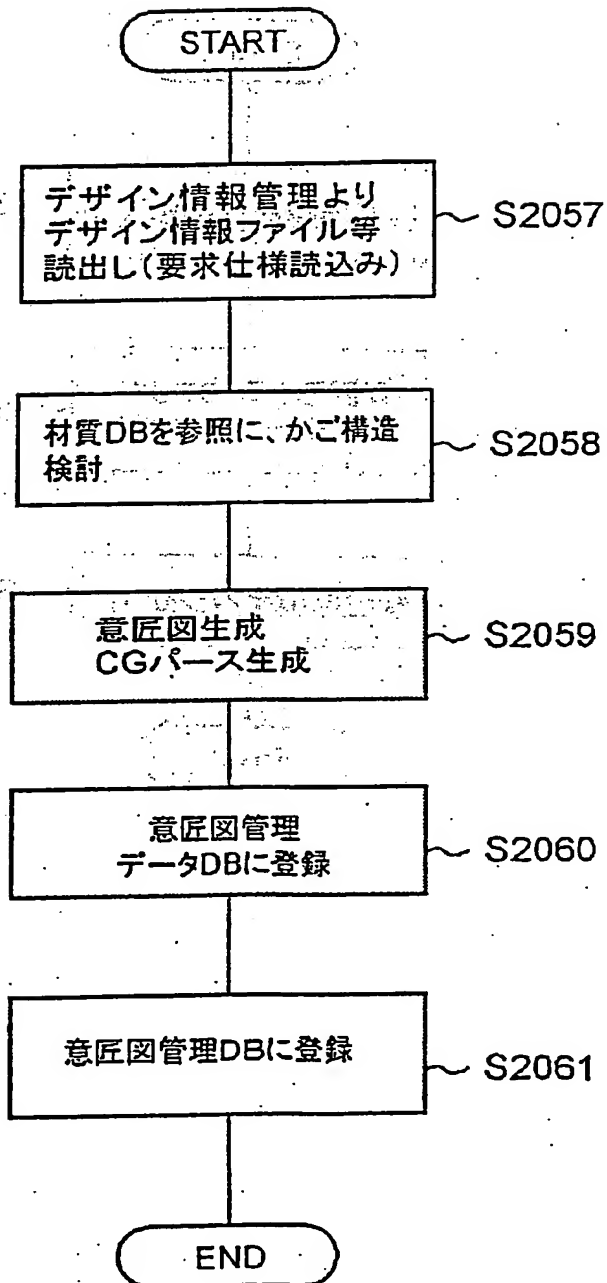 START
デザイン情報管理より
デザイン情報ファイル等
読出し(要求仕様読込み)
S2057
材質DBを参照に、かご構造
検討
S2058
意匠図生成
CGパース生成
S2059
意匠図管理
データDBに登録
S2060
意匠図管理DBに登録
S2061
END